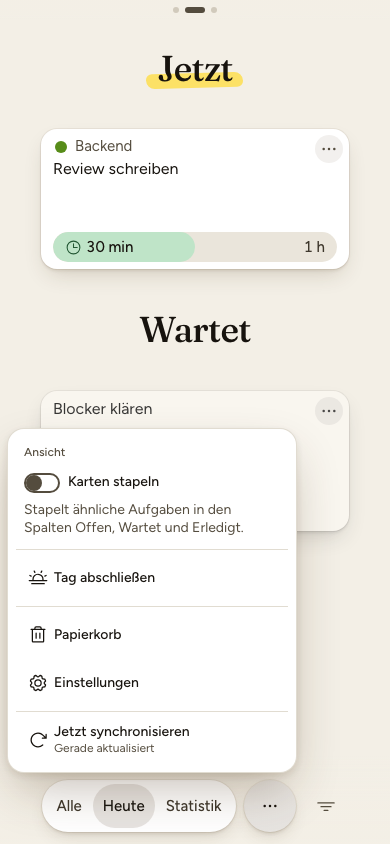 Jetzt
Backend
Review schreiben
30 min
1 h
Wartet
Blocker klären
Ansicht
Karten stapeln
Stapelt ähnliche Aufgaben in den
Spalten Offen, Wartet und Erledigt.
Tag abschließen
Papierkorb
Einstellungen
Jetzt synchronisieren
Gerade aktualisiert
Alle
Heute
Statistik